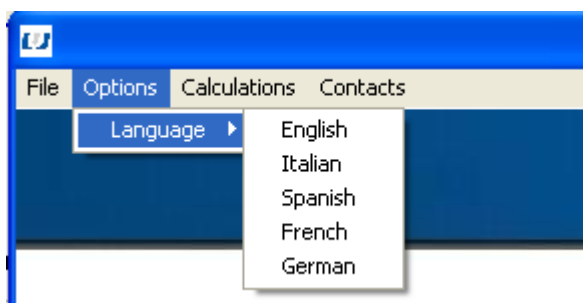 File Options Calculations Contacts
Language English
Italian
Spanish
French
German